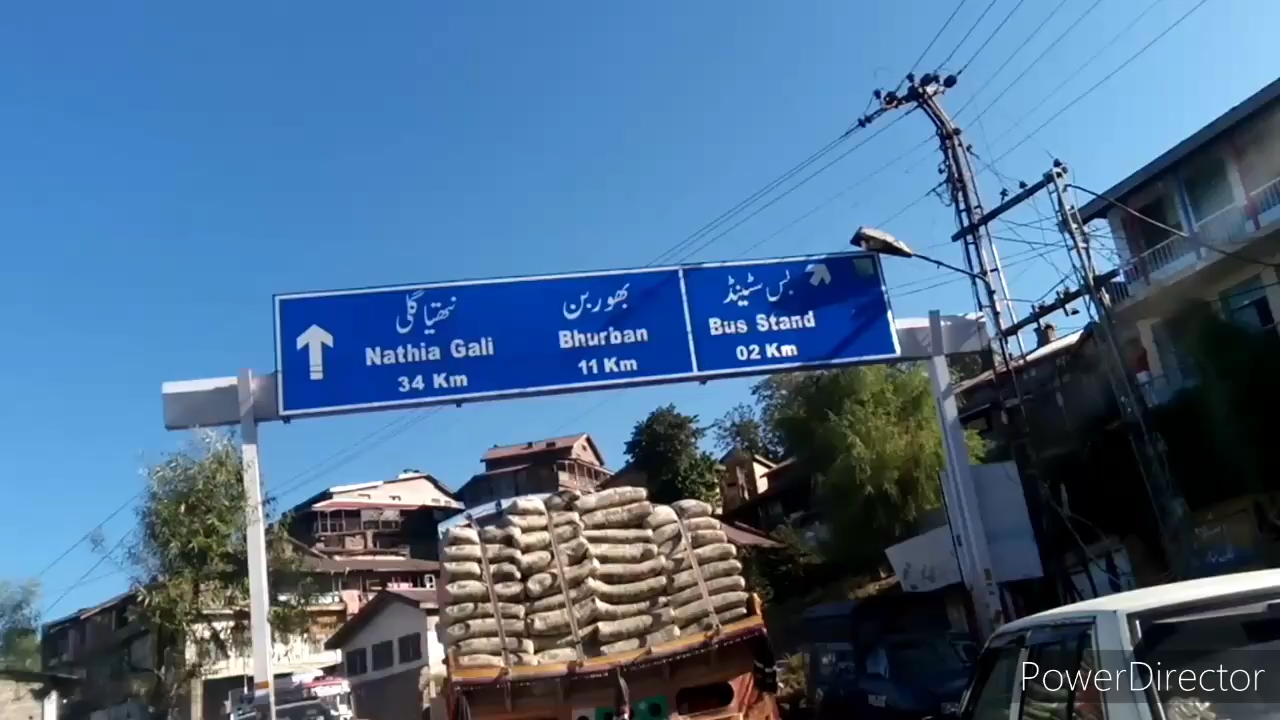 نتھیا گلی
Nathia Gali
34 Km
بھوربن
Bhurban
11 Km
بس سٹینڈ
Bus Stand
02 Km
PowerDirector